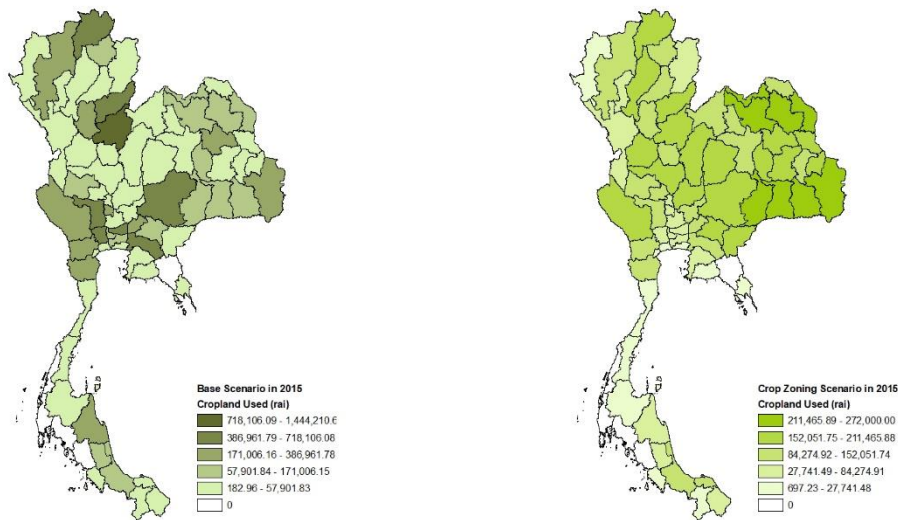 Base Scenario in 2015
Cropland Used (rai)
718,106.09 - 1,444,210.6
386,961.79 - 718,106.08
171,006.16 - 386,961.78
57,901.84 - 171,006.15
182.96 - 57,901.83
0
Crop Zoning Scenario in 2015
Cropland Used (rai)
211,465.89 - 272,000.00
152,051.75 - 211,465.88
84,274.92 - 152,051.74
27,741.49 - 84,274.91
697.23 - 27,741.48
0